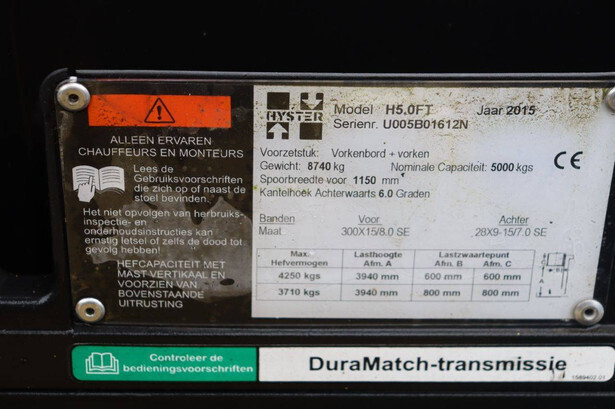 ALLEEN ERVAREN
CHAUFFEURS EN MONTEURS
Lees de
Gebruiksvoorschriften
die zich op of naast de
stoel bevinden.
Het niet opvolgen van herbruiks-
inspectie- en
onderhoudsinstructies kan
ernstig letsel of zelfs de dood tot
gevolg hebben!
HEFCAPACITEIT MET
MAST VERTIKAAL EN
VOORZIEN VAN
BOVENSTAANDE
UITRUSTING
HYSTER
Model H5.0FT Jaar 2015
Serienr. U005B01612N
Voorzetstuk: Vorkenbord + vorken
Gewicht: 8740 kg Nominale Capaciteit: 5000 kgs
Spoorbreedte voor 1150 mm
Kantelhoek Achterwaarts 6.0 Graden
CE
Banden Voor Achter
Maat 300X15/8.0 SE 28X9-15/7.0 SE
Max. Lasthoogte Lastzwaartepunt
Hefvermogen Afm. A Afm. B Afm. C
4250 kgs 3940 mm 600 mm 600 mm
3710 kgs 3940 mm 800 mm 800 mm
A
Controleer de
bedieningsvoorschriften
DuraMatch-transmissie